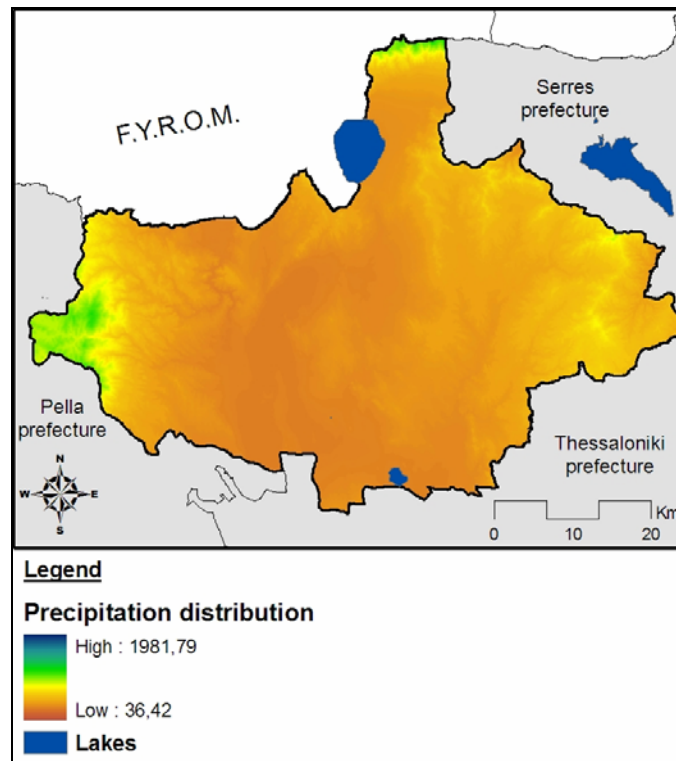 F.Y.R.O.M.
Serres
prefecture
Pella
prefecture
Thessaloniki
prefecture
N
W
E
S
Km
0 10 20
Legend
Precipitation distribution
High : 1981,79
Low : 36,42
Lakes